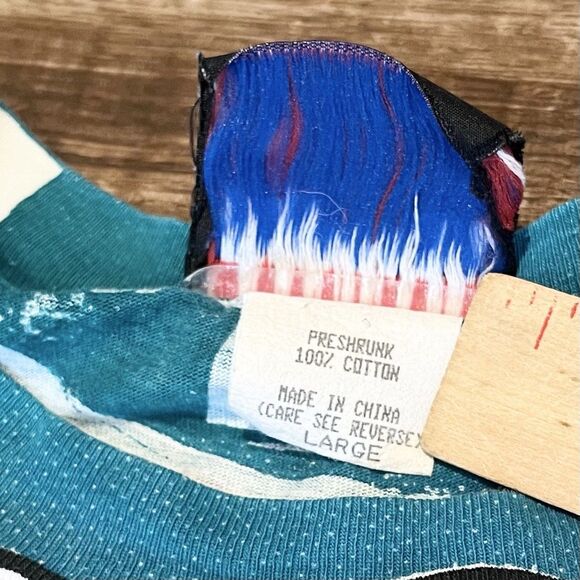 PRESHRUNK
100% COTTON
MADE IN CHINA
(CARE SEE REVERSE)
LARGE